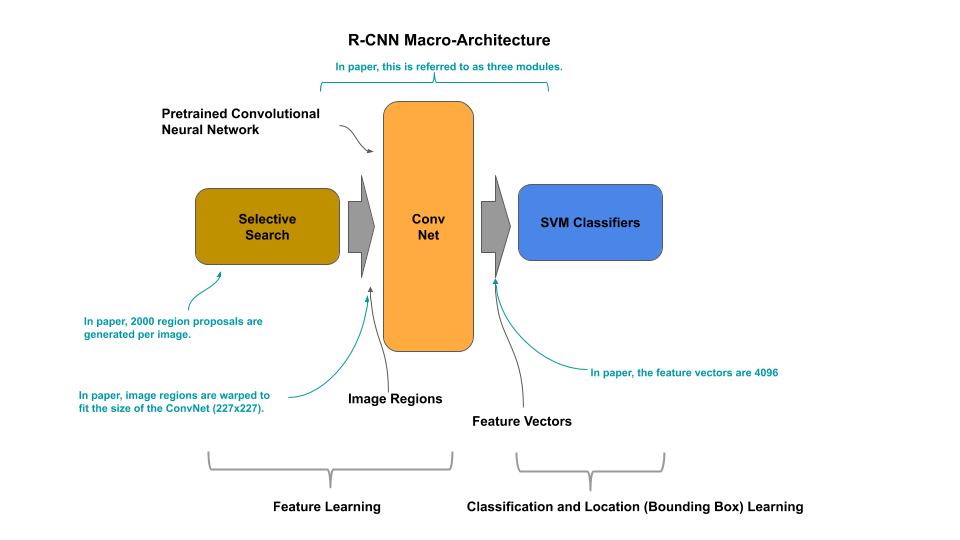 R-CNN Macro-Architecture
In paper, this is referred to as three modules.
Pretrained Convolutional
Neural Network
Selective
Search
Conv
Net
SVM Classifiers
In paper, 2000 region proposals are
generated per image.
In paper, the feature vectors are 4096
In paper, image regions are warped to
fit the size of the ConvNet (227x227).
Image Regions
Feature Vectors
Feature Learning
Classification and Location (Bounding Box) Learning